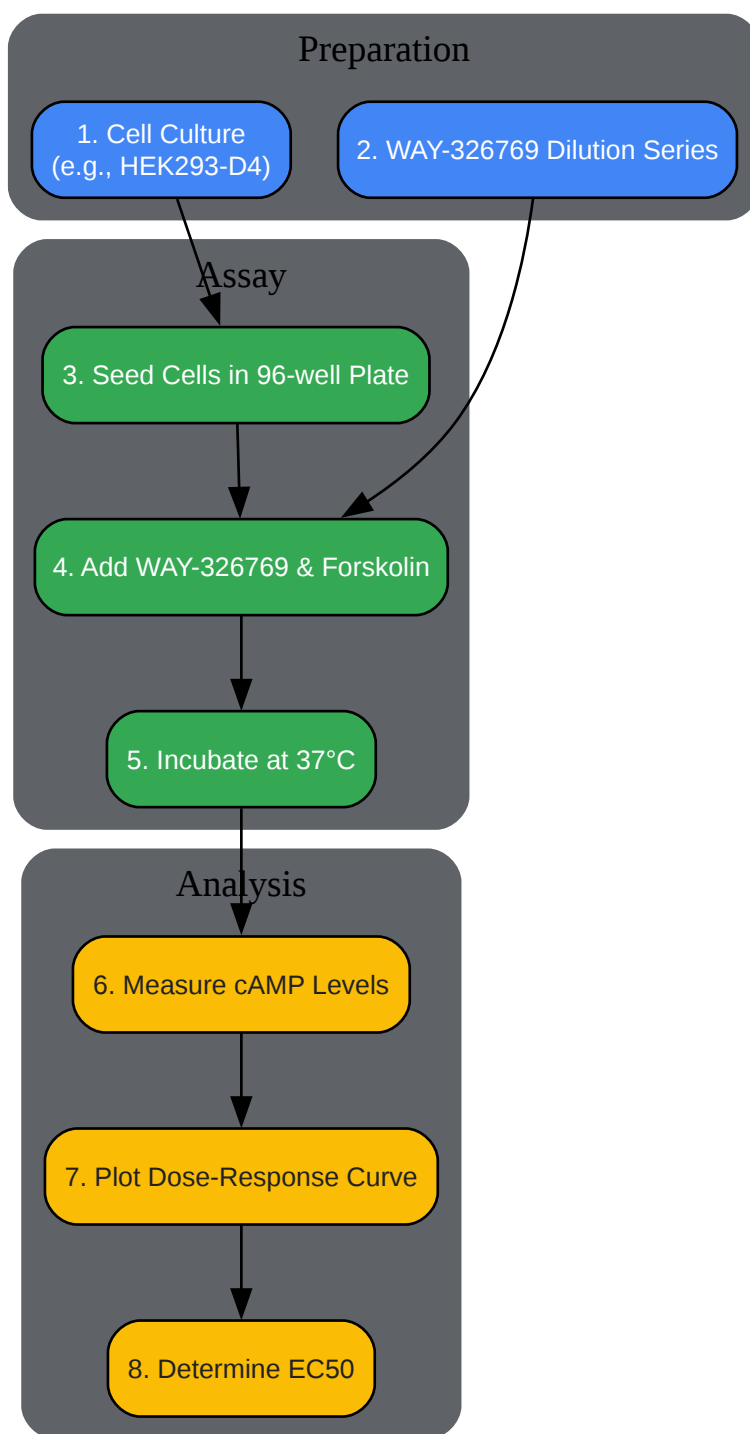 Preparation
1. Cell Culture
(e.g., HEK293-D4)
2. WAY-326769 Dilution Series
Assay
3. Seed Cells in 96-well Plate
4. Add WAY-326769 & Forskolin
5. Incubate at 37°C
Analysis
6. Measure cAMP Levels
7. Plot Dose-Response Curve
8. Determine EC50